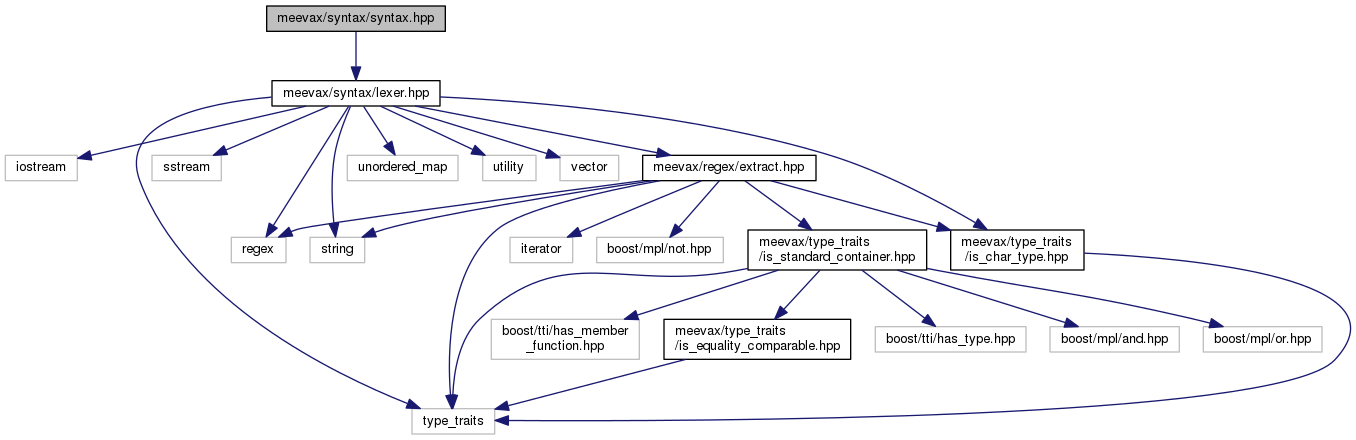 meevax/syntax/syntax.hpp
meevax/syntax/lexer.hpp
iostream
sstream
unordered_map
utility
vector
meevax/regex/extract.hpp
regex
string
iterator
boost/mpl/not.hpp
meevax/type_traits
/is_standard_container.hpp
meevax/type_traits
/is_char_type.hpp
boost/tti/has_member
_function.hpp
meevax/type_traits
/is_equality_comparable.hpp
boost/tti/has_type.hpp
boost/mpl/and.hpp
boost/mpl/or.hpp
type_traits